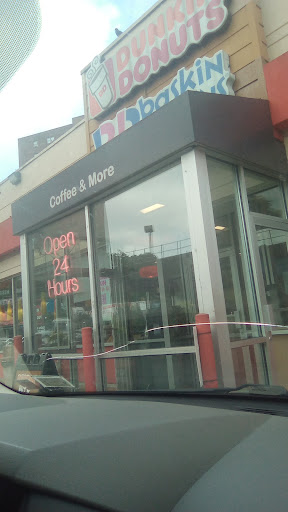 DUNKIN'
DONUTS
baskin
Coffee & More
Open
24
Hours